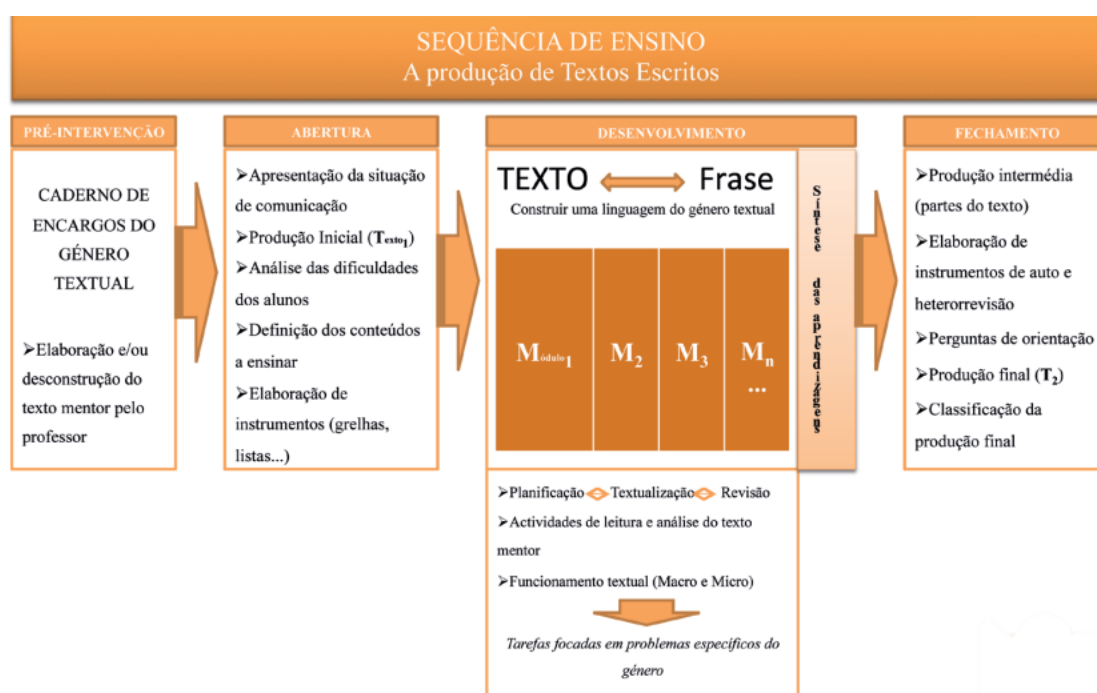 SEQUÊNCIA DE ENSINO
A produção de Textos Escritos
PRÉ-INTERVENÇÃO
CADERNO DE
ENCARGOS DO
GÉNERO
TEXTUAL
➤Elaboração e/ou
desconstrução do
texto mentor pelo
professor
ABERTURA
➤Apresentação da situação
de comunicação
➤Produção Inicial (Texto1)
➤Análise das dificuldades
dos alunos
➤Definição dos conteúdos
a ensinar
➤Elaboração de
instrumentos (grelhas,
listas...)
DESENVOLVIMENTO
TEXTO Frase
Construir uma linguagem do género textual
Módulo1 M2 M3 Mn
...
Síntese das aprendizagens
➤Planificação Textualização Revisão
➤Actividades de leitura e análise do texto
mentor
➤Funcionamento textual (Macro e Micro)
Tarefas focadas em problemas específicos do
género
FECHAMENTO
➤Produção intermédia
(partes do texto)
➤Elaboração de
instrumentos de auto e
heterorrevisão
➤Perguntas de orientação
➤Produção final (T2)
➤Classificação da
produção final